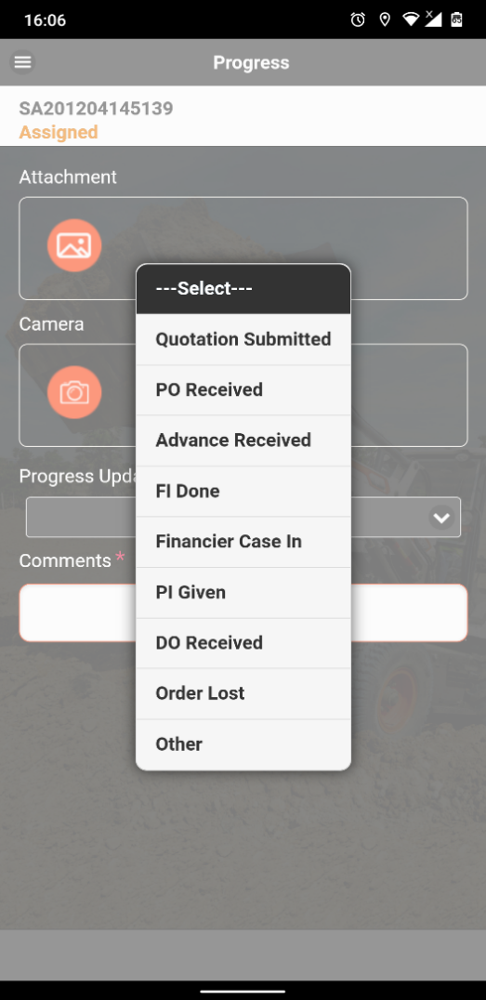 16:06
65
Progress
SA201204145139
Assigned
Attachment
Camera
Progress Upda
Comments *
---Select---
Quotation Submitted
PO Received
Advance Received
FI Done
Financier Case In
PI Given
DO Received
Order Lost
Other